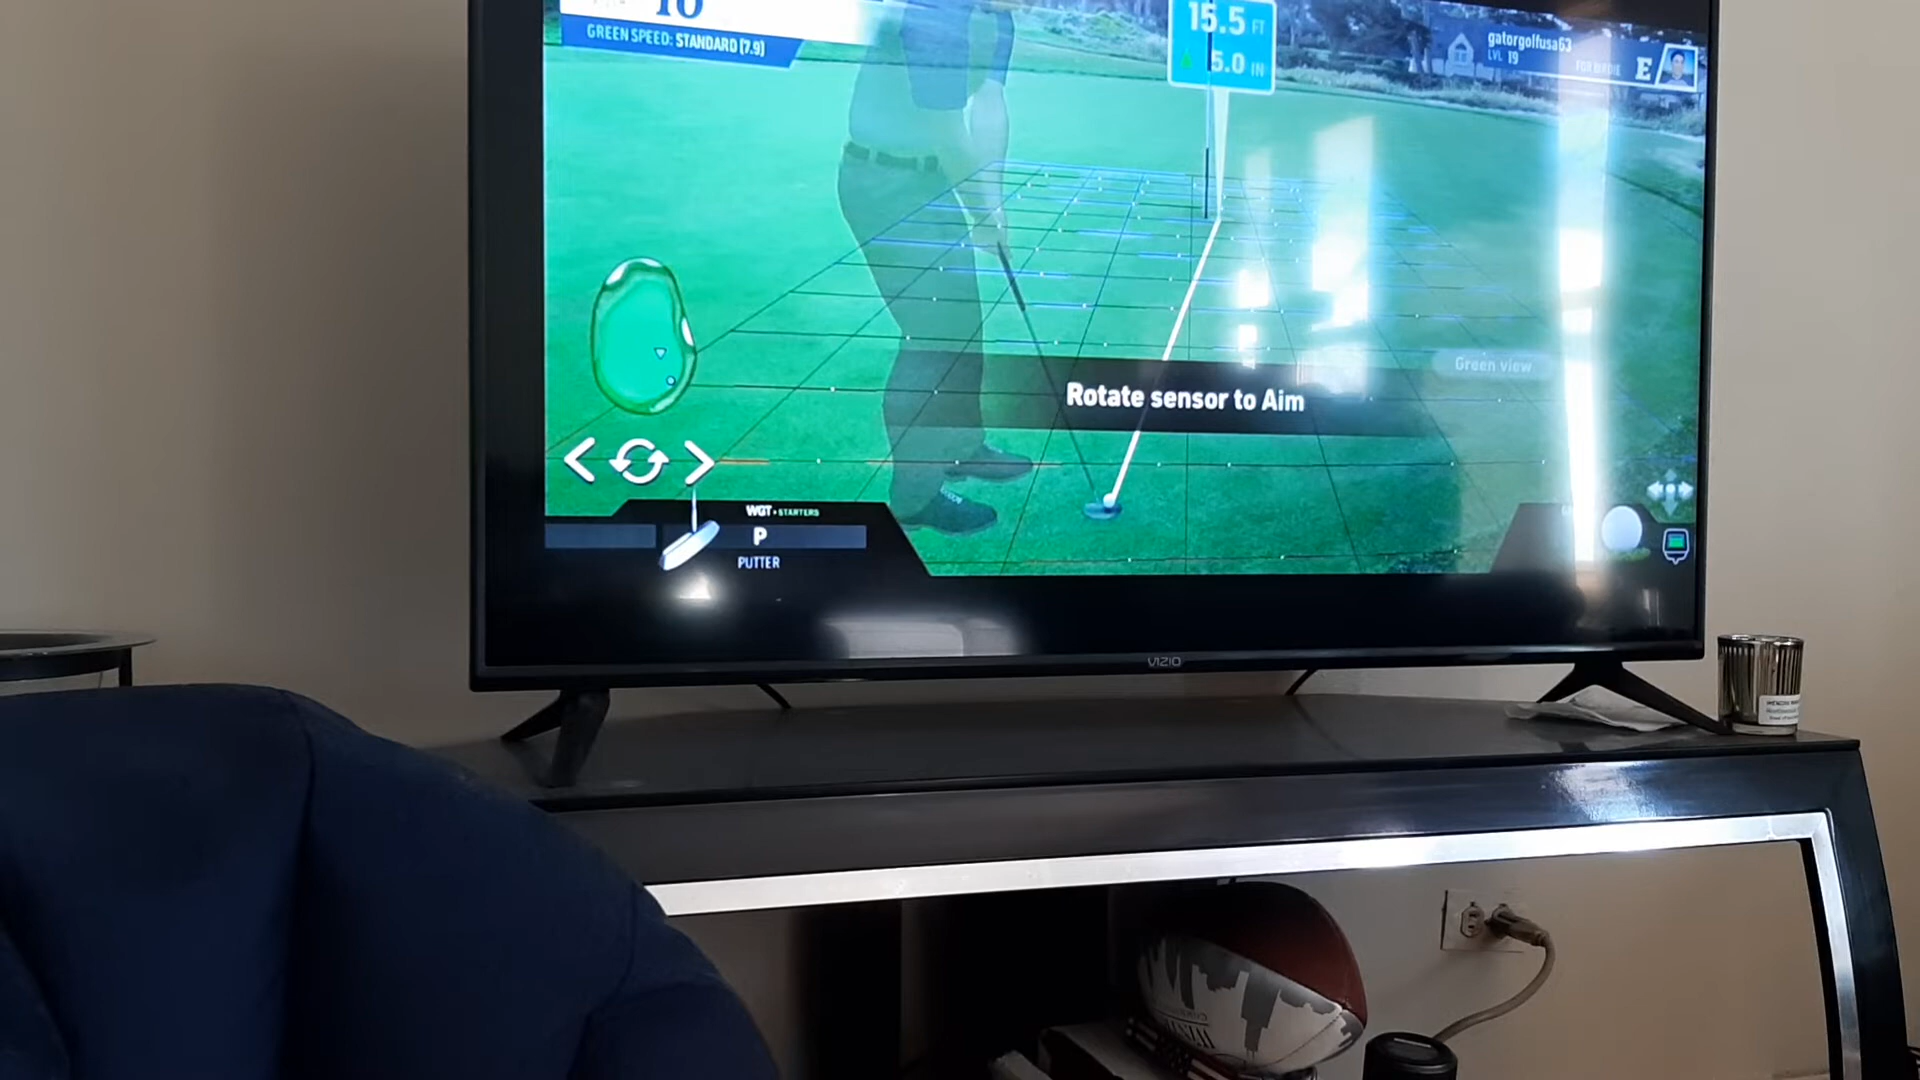 10
GREEN SPEED: STANDARD (7.9)
15.5 FT
5.0 IN
gatorgolfusa63
LVL 19
FOR BIRDIE
E
Green view
Rotate sensor to Aim
WGT • STARTERS
P
PUTTER
VIZIO